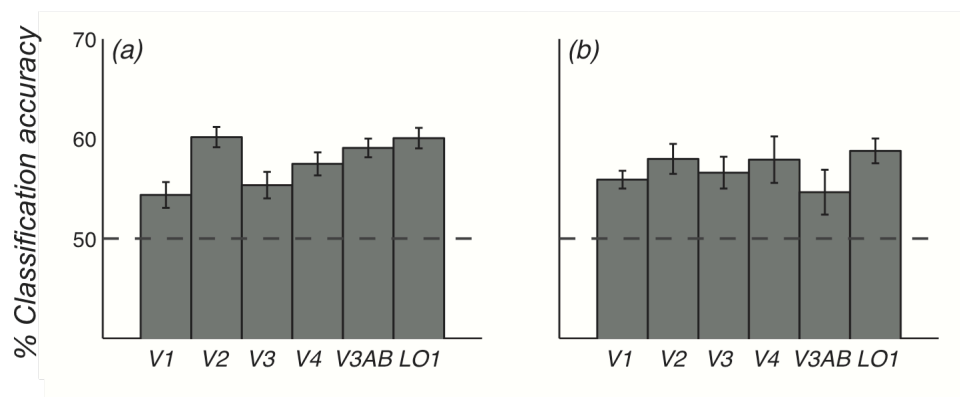 % Classification accuracy
70
60
50
(a)
V1 V2 V3 V4 V3AB LO1
(b)
V1 V2 V3 V4 V3AB LO1